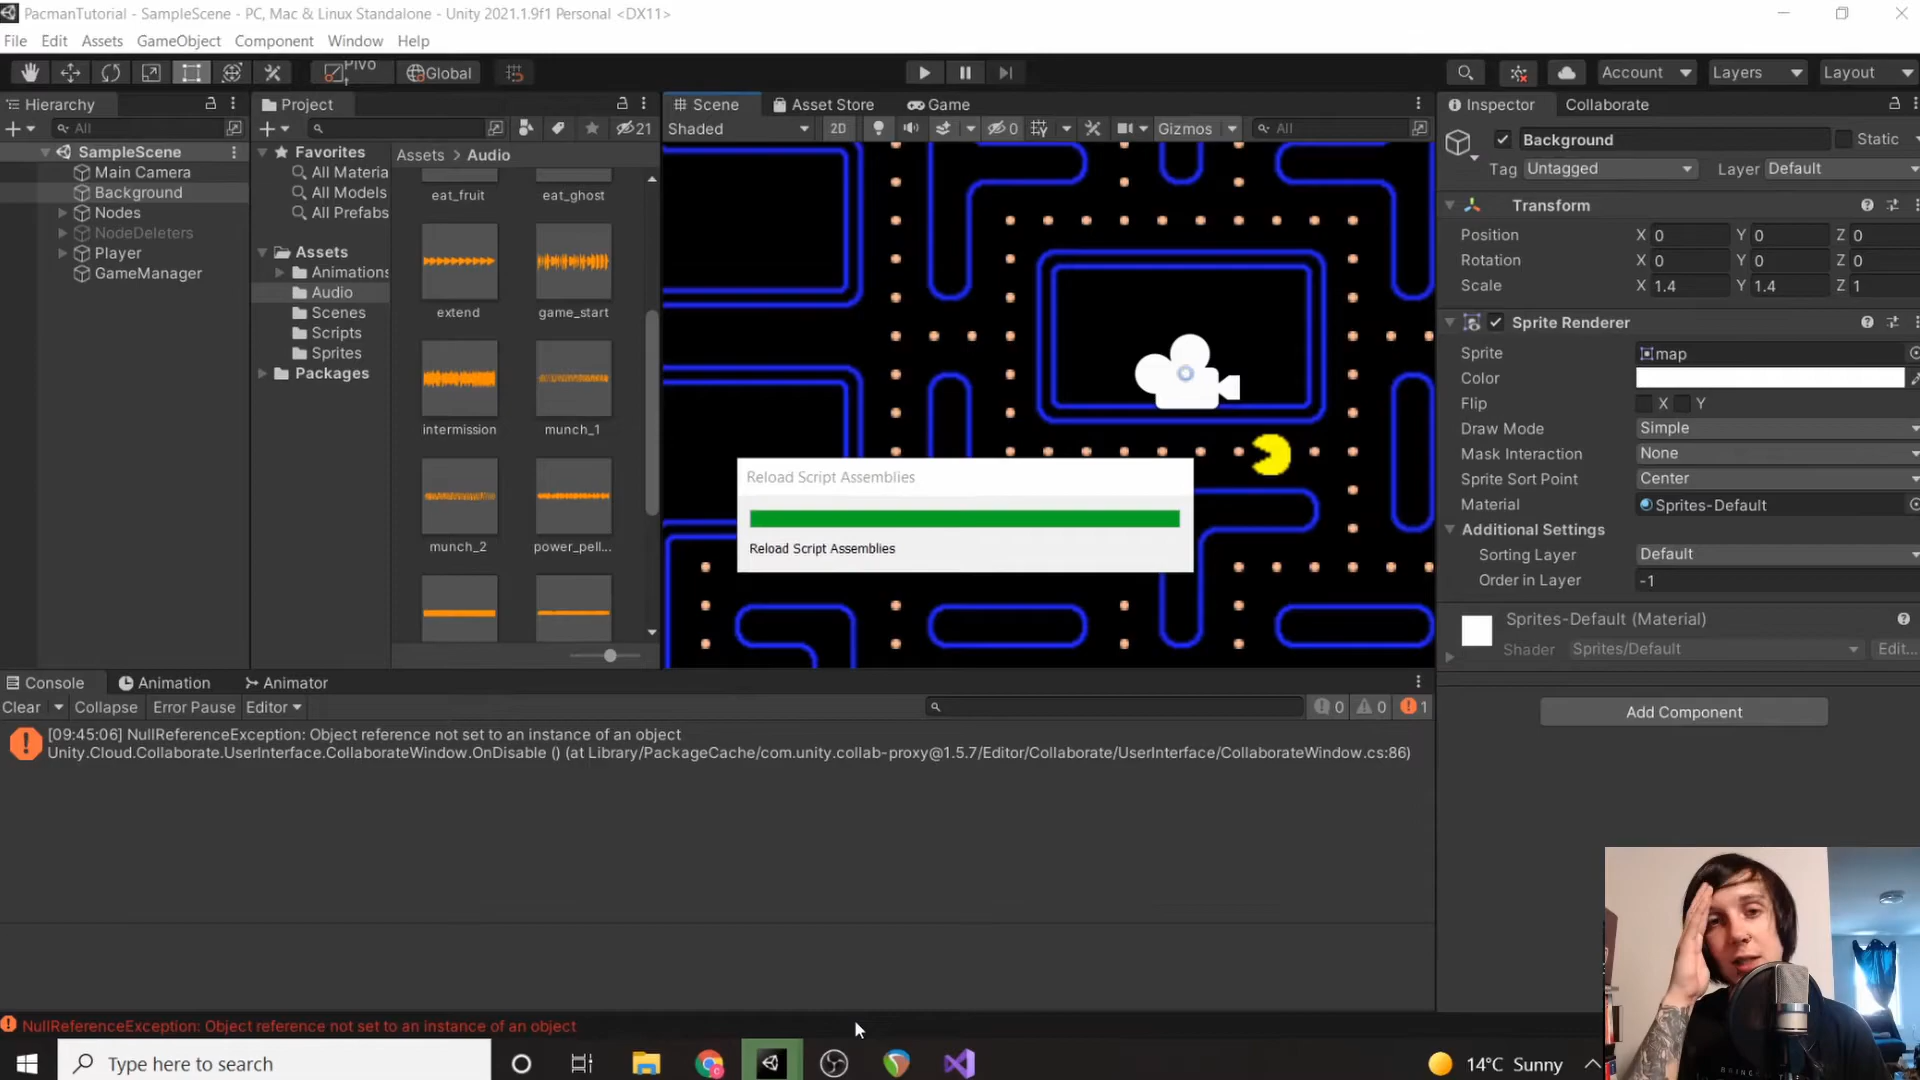 PacmanTutorial - SampleScene - PC, Mac & Linux Standalone - Unity 2021.1.9f1 Personal <DX11>
File Edit Assets GameObject Component Window Help
Pivo Global Account Layers Layout
Hierarchy
All
SampleScene
Main Camera
Background
Nodes
NodeDeleters
Player
GameManager
Project
21
Favorites
All Materia
All Models
All Prefabs
Assets
Animations
Audio
Scenes
Scripts
Sprites
Packages
Assets > Audio
eat_fruit eat_ghost
extend game_start
intermission munch_1
munch_2 power_pell...
Scene Asset Store Game
Shaded 2D 0 Gizmos All
Reload Script Assemblies
Reload Script Assemblies
Inspector Collaborate
Background Static
Tag Untagged Layer Default
Transform
Position X 0 Y 0 Z 0
Rotation X 0 Y 0 Z 0
Scale X 1.4 Y 1.4 Z 1
Sprite Renderer
Sprite map
Color
Flip X Y
Draw Mode Simple
Mask Interaction None
Sprite Sort Point Center
Material Sprites-Default
Additional Settings
Sorting Layer Default
Order in Layer -1
Sprites-Default (Material)
Shader Sprites/Default Edit...
Add Component
Console Animation Animator
Clear Collapse Error Pause Editor 0 0 1
[09:45:06] NullReferenceException: Object reference not set to an instance of an object
Unity.Cloud.Collaborate.UserInterface.CollaborateWindow.OnDisable () (at Library/PackageCache/com.unity.collab-proxy@1.5.7/Editor/Collaborate/UserInterface/CollaborateWindow.cs:86)
NullReferenceException: Object reference not set to an instance of an object
Type here to search
14°C Sunny